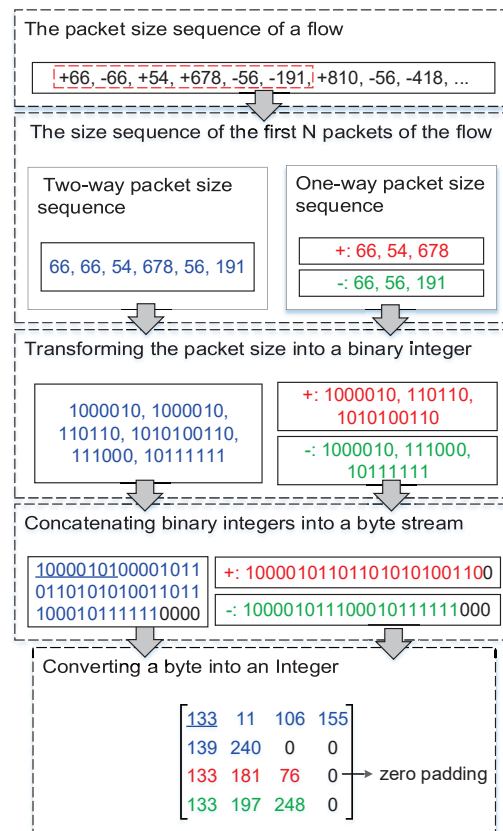 The packet size sequence of a flow
+66, -66, +54, +678, -56, -191, +810, -56, -418, ...
The size sequence of the first N packets of the flow
Two-way packet size
sequence
66, 66, 54, 678, 56, 191
One-way packet size
sequence
+: 66, 54, 678
-: 66, 56, 191
Transforming the packet size into a binary integer
1000010, 1000010,
110110, 1010100110,
111000, 10111111
+: 1000010, 110110,
1010100110
-: 1000010, 111000,
10111111
Concatenating binary integers into a byte stream
1000010100001011
0110101010011011
1000101111110000
+: 100001011011010101001100
-: 100001011100010111111000
Converting a byte into an Integer
133 11 106 155
139 240 0 0
133 181 76 0
133 197 248 0
zero padding